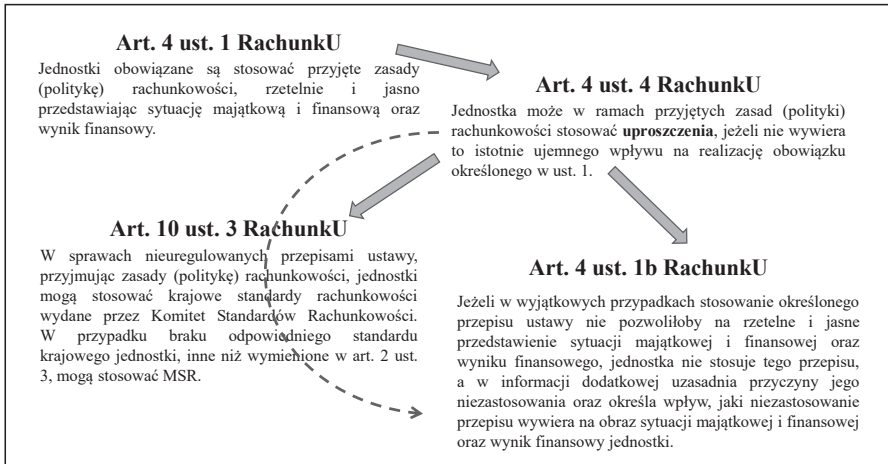 Art. 4 ust. 1 RachunkU
Jednostki obowiązane są stosować przyjęte zasady
(politykę) rachunkowości, rzetelnie i jasno
przedstawiając sytuację majątkową i finansową oraz
wynik finansowy.
Art. 4 ust. 4 RachunkU
Jednostka może w ramach przyjętych zasad (polityki)
rachunkowości stosować uproszczenia, jeżeli nie wywiera
to istotnie ujemnego wpływu na realizację obowiązku
określonego w ust. 1.
Art. 10 ust. 3 RachunkU
W sprawach nieuregulowanych przepisami ustawy,
przyjmując zasady (politykę) rachunkowości, jednostki
mogą stosować krajowe standardy rachunkowości
wydane przez Komitet Standardów Rachunkowości.
W przypadku braku odpowiedniego standardu
krajowego jednostki, inne niż wymienione w art. 2 ust.
3, mogą stosować MSR.
Art. 4 ust. 1b RachunkU
Jeżeli w wyjątkowych przypadkach stosowanie określonego
przepisu ustawy nie pozwoliłoby na rzetelne i jasne
przedstawienie sytuacji majątkowej i finansowej oraz
wyniku finansowego, jednostka nie stosuje tego przepisu,
a w informacji dodatkowej uzasadnia przyczyny jego
niezastosowania oraz określa wpływ, jaki niezastosowanie
przepisu wywiera na obraz sytuacji majątkowej i finansowej
oraz wynik finansowy jednostki.